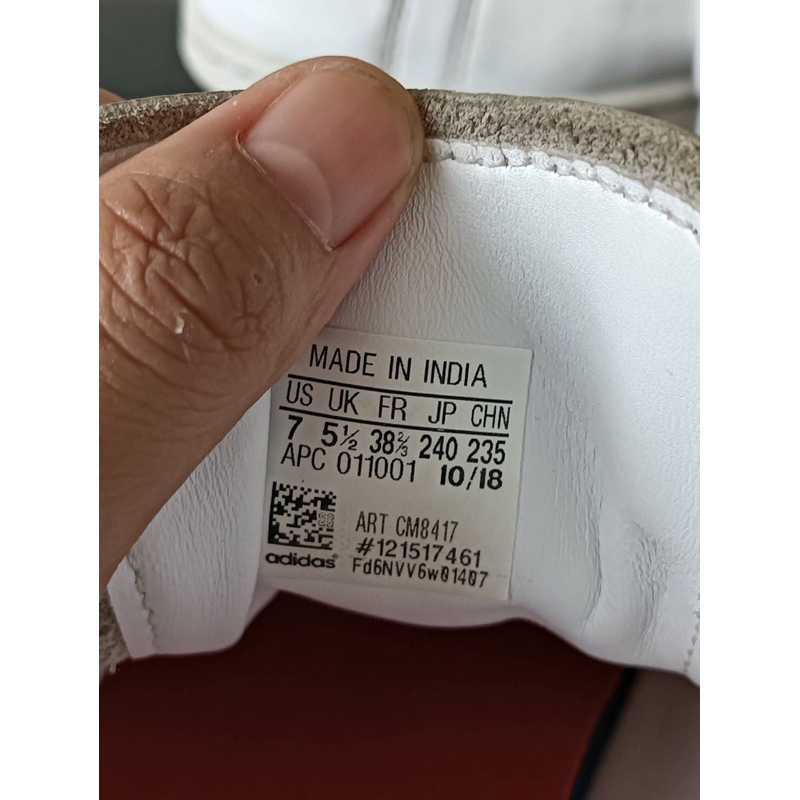 MADE IN INDIA
US UK FR JP CHN
7 5½ 38⅔ 240 235
APC 011001 10/18
ART CM8417
#121517461
adidas® Fd6NVV6w01407